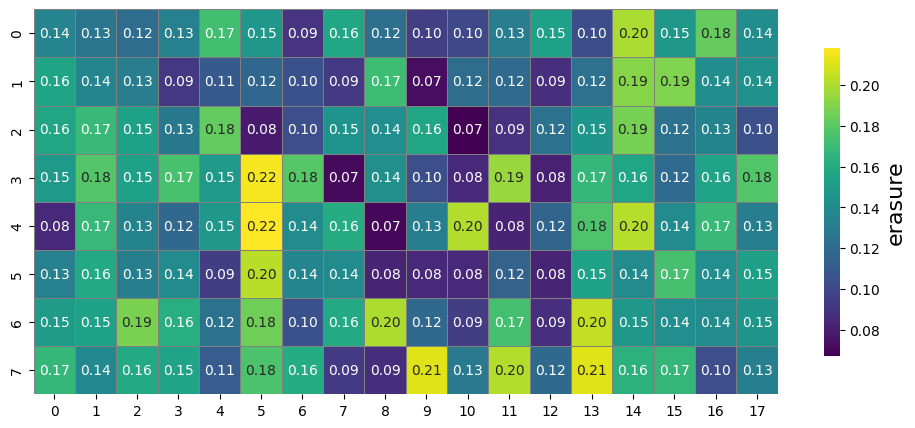 0 0.14 0.13 0.12 0.13 0.17 0.15 0.09 0.16 0.12 0.10 0.10 0.13 0.15 0.10 0.20 0.15 0.18 0.14
1 0.16 0.14 0.13 0.09 0.11 0.12 0.10 0.09 0.17 0.07 0.12 0.12 0.09 0.12 0.19 0.19 0.14 0.14
2 0.16 0.17 0.15 0.13 0.18 0.08 0.10 0.15 0.14 0.16 0.07 0.09 0.12 0.15 0.19 0.12 0.13 0.10
3 0.15 0.18 0.15 0.17 0.15 0.22 0.18 0.07 0.14 0.10 0.08 0.19 0.08 0.17 0.16 0.12 0.16 0.18
4 0.08 0.17 0.13 0.12 0.15 0.22 0.14 0.16 0.07 0.13 0.20 0.08 0.12 0.18 0.20 0.14 0.17 0.13
5 0.13 0.16 0.13 0.14 0.09 0.20 0.14 0.14 0.08 0.08 0.08 0.12 0.08 0.15 0.14 0.17 0.14 0.15
6 0.15 0.15 0.19 0.16 0.12 0.18 0.10 0.16 0.20 0.12 0.09 0.17 0.09 0.20 0.15 0.14 0.14 0.15
7 0.17 0.14 0.16 0.15 0.11 0.18 0.16 0.09 0.09 0.21 0.13 0.20 0.12 0.21 0.16 0.17 0.10 0.13
0 1 2 3 4 5 6 7 8 9 10 11 12 13 14 15 16 17
0.20
0.18
0.16
0.14
0.12
0.10
0.08
erasure